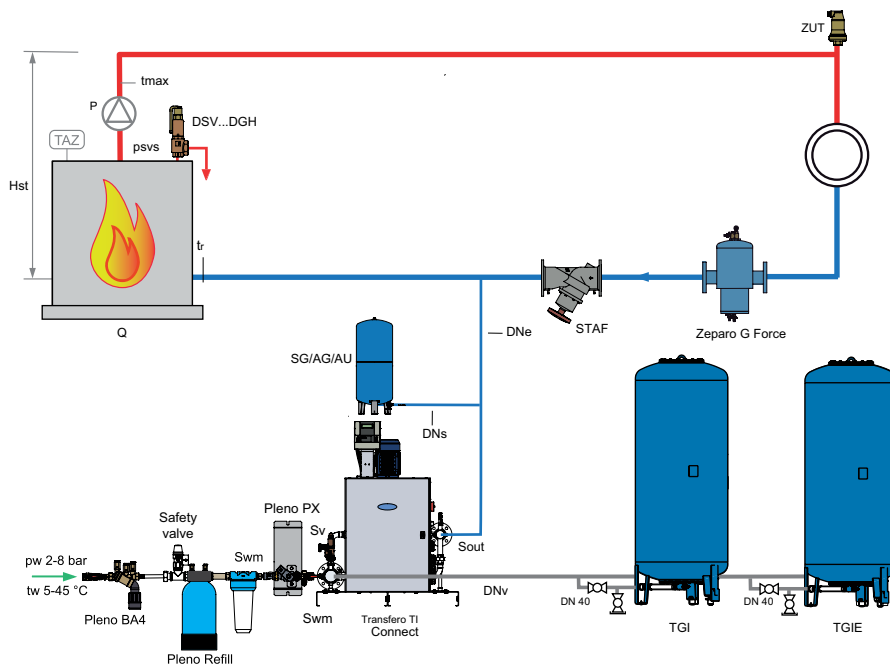 ZUT
tmax
P
DSV...DGH
TAZ
psvs
Hst
tr
DNe
STAF
Zeparo G Force
Q
SG/AG/AU
DNs
Pleno PX
Safety
valve
Sv
Swm
Sout
pw 2-8 bar
tw 5-45 °C
DNv
DN 40
DN 40
Pleno BA4
Swm
Transfero TI
Connect
TGI
TGIE
Pleno Refill